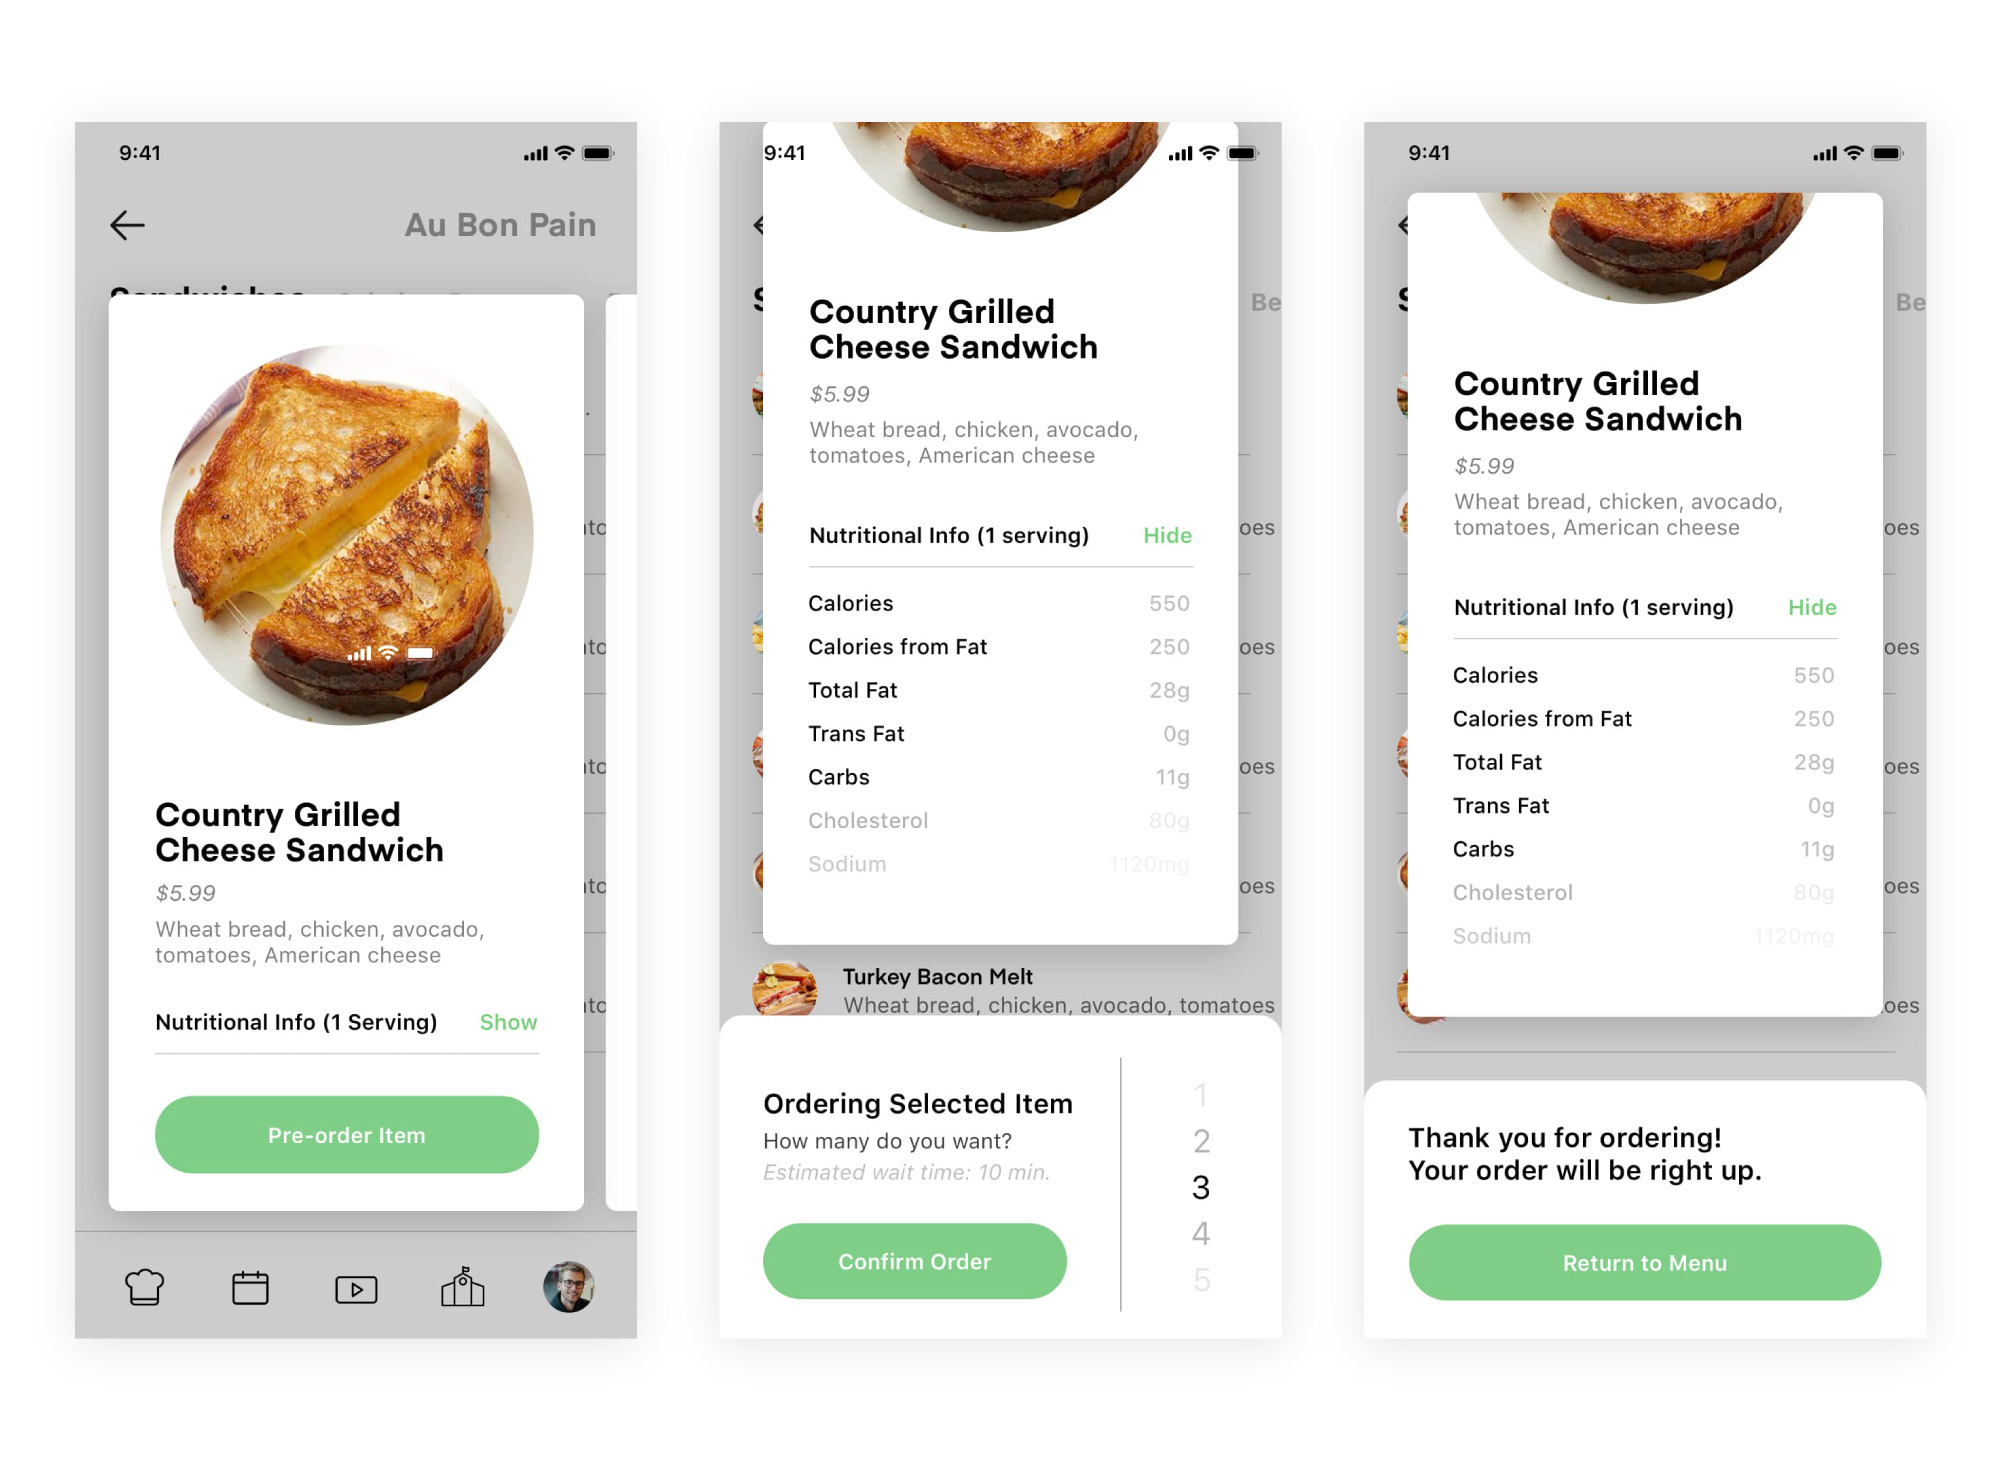 9:41
Au Bon Pain
Sandwiches
Country Grilled
Cheese Sandwich
$5.99
Wheat bread, chicken, avocado,
tomatoes, American cheese
Nutritional Info (1 Serving) Show
Pre-order Item
9:41
Be
Country Grilled
Cheese Sandwich
$5.99
Wheat bread, chicken, avocado,
tomatoes, American cheese
Nutritional Info (1 serving) Hide
Calories 550
Calories from Fat 250
Total Fat 28g
Trans Fat 0g
Carbs 11g
Cholesterol 80g
Sodium 1120mg
Turkey Bacon Melt
Wheat bread, chicken, avocado, tomatoes
Ordering Selected Item
How many do you want?
Estimated wait time: 10 min.
Confirm Order
1
2
3
4
5
9:41
Be
Country Grilled
Cheese Sandwich
$5.99
Wheat bread, chicken, avocado,
tomatoes, American cheese
Nutritional Info (1 serving) Hide
Calories 550
Calories from Fat 250
Total Fat 28g
Trans Fat 0g
Carbs 11g
Cholesterol 80g
Sodium 1120mg
Thank you for ordering!
Your order will be right up.
Return to Menu